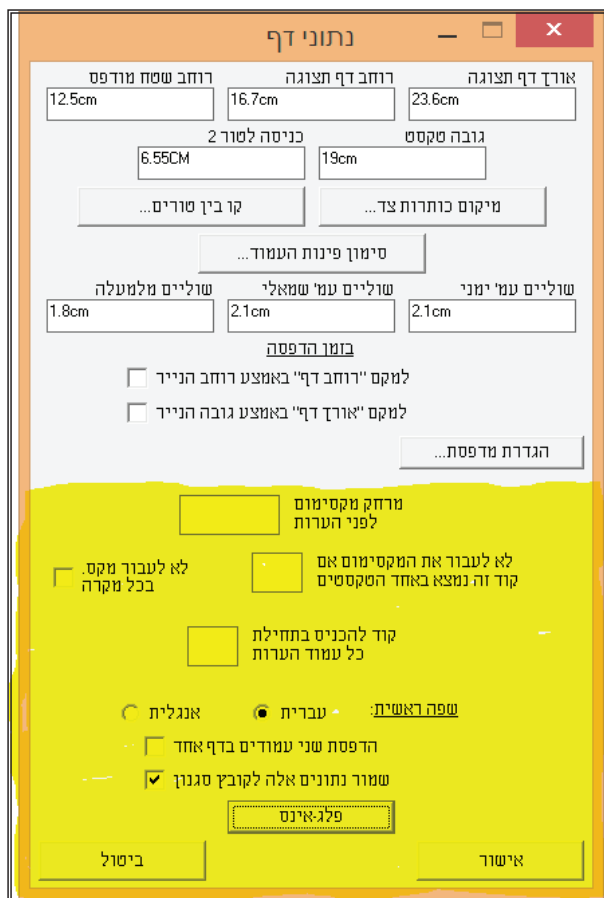 נתוני דף
אורך דף תצוגה רוחב דף תצוגה רוחב שטח מודפס
23.6cm 16.7cm 12.5cm
גובה טקסט כניסה לטור 2
19cm 6.55CM
מיקום כותרות צד... קו בין טורים...
סימון פינות העמוד...
שוליים עמ' ימני שוליים עמ' שמאלי שוליים מלמעלה
2.1cm 2.1cm 1.8cm
בזמן הדפסה
למקם "רוחב דף" באמצע רוחב הנייר
למקם "אורך דף" באמצע גובה הנייר
הגדרת מדפסת...
מרחק מקסימום
לפני הערות
לא לעבור את המקסימום אם
קוד זה נמצא באחד הטקסטים
לא לעבור מקס.
בכל מקרה
קוד להכניס בתחילת
כל עמוד הערות
שפה ראשית: עברית אנגלית
הדפסת שני עמודים בדף אחד
שמור נתונים אלה לקובץ סגנון
פלג-אינס
אישור ביטול